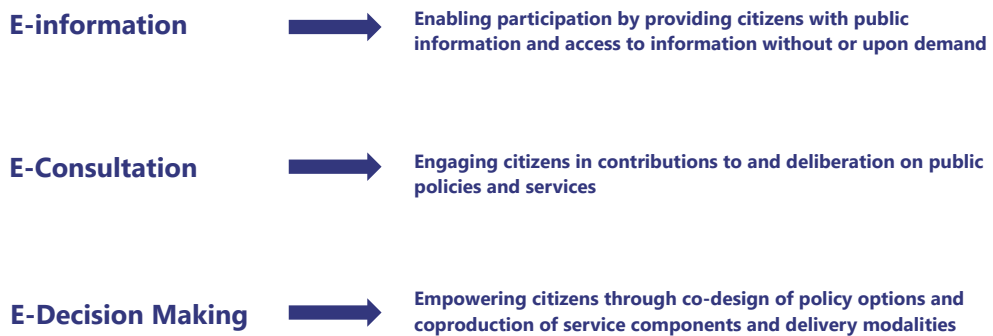 E-information
Enabling participation by providing citizens with public
information and access to information without or upon demand
E-Consultation
Engaging citizens in contributions to and deliberation on public
policies and services
E-Decision Making
Empowering citizens through co-design of policy options and
coproduction of service components and delivery modalities